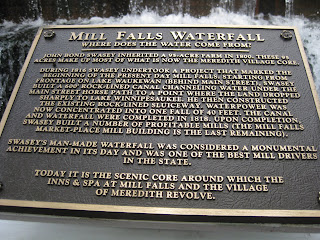 MILL FALLS WATERFALL
WHERE DOES THE WATER COME FROM?
JOHN BOND SWASEY INHERITED A 95-ACRE FARM IN 1800. THESE 95
ACRES MAKE UP MOST OF WHAT IS NOW THE MEREDITH VILLAGE CORE.
DURING 1816 SWASEY UNDERTOOK A PROJECT THAT MARKED THE
BEGINNING OF THE PRESENT DAY MILL FALLS. STARTING FROM
FRONTAGE ON LAKE WAUKEWAN (BEHIND MAIN STREET), SWASEY
BUILT A 600' ROCK-LINED CANAL CHANNELING WATER UNDER THE
MAIN STREET HORSE PATH TO A POINT WHERE THE LAND DROPPED
SHARPLY TO LAKE WINNIPESAUKEE. HE THEN CONSTRUCTED
THE EXISTING ROCK-LINED SLUICEWAY. WATERPOWER WAS
NOW CONCENTRATED INTO ONE FALL OF 40 FEET. THE CANAL
AND WATERFALL WERE COMPLETED IN 1818. UPON COMPLETION
SWASEY BUILT A NUMBER OF PROFITABLE MILLS (THE MILL FALLS
MARKET-PLACE MILL BUILDING IS THE LAST REMAINING).
SWASEY'S MAN-MADE WATERFALL WAS CONSIDERED A MONUMENTAL
ACHIEVEMENT IN ITS DAY AND WAS ONE OF THE BEST MILL DRIVERS
IN THE STATE.
TODAY IT IS THE SCENIC CORE AROUND WHICH THE
INNS & SPA AT MILL FALLS AND THE VILLAGE
OF MEREDITH REVOLVE.